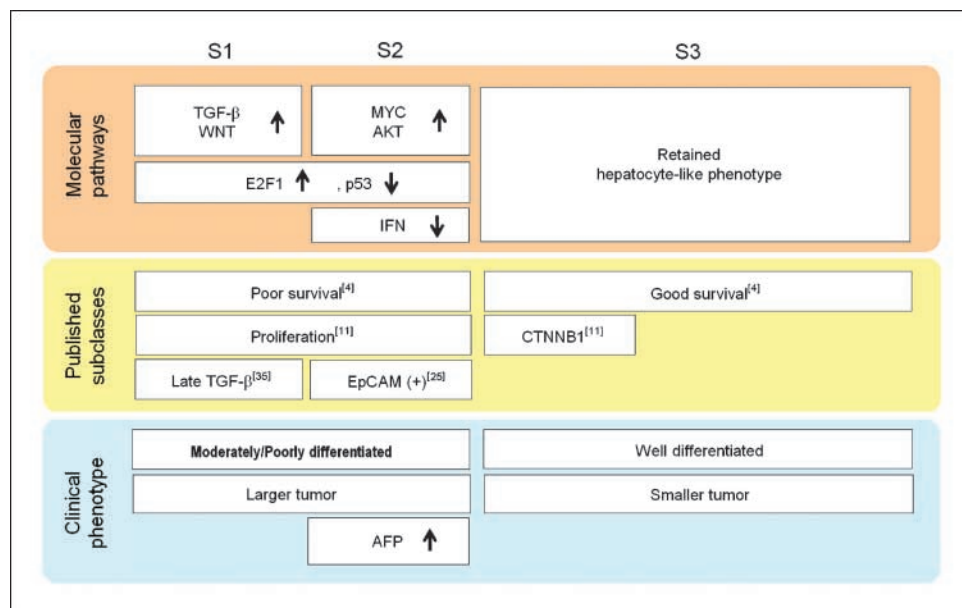 S1 S2 S3
Molecular pathways
TGF-β
WNT ↑
MYC
AKT ↑
E2F1 ↑ , p53 ↓
IFN ↓
Retained
hepatocyte-like phenotype
Published subclasses
Poor survival[4]
Good survival[4]
Proliferation[11]
CTNNB1[11]
Late TGF-β[35]
EpCAM (+)[25]
Clinical phenotype
Moderately/Poorly differentiated
Well differentiated
Larger tumor
Smaller tumor
AFP ↑